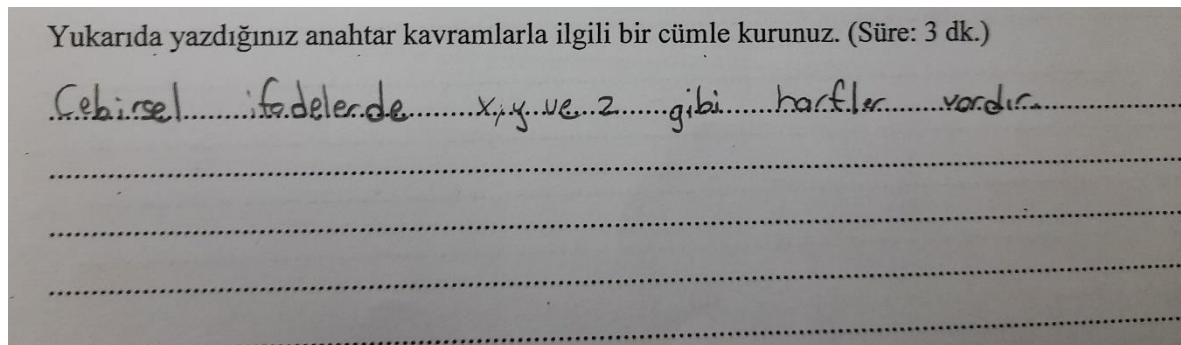 Yukarıda yazdığınız anahtar kavramlarla ilgili bir cümle kurunuz. (Süre: 3 dk.)
Cebirsel ifadelerde x, y ve z gibi harfler vardır.